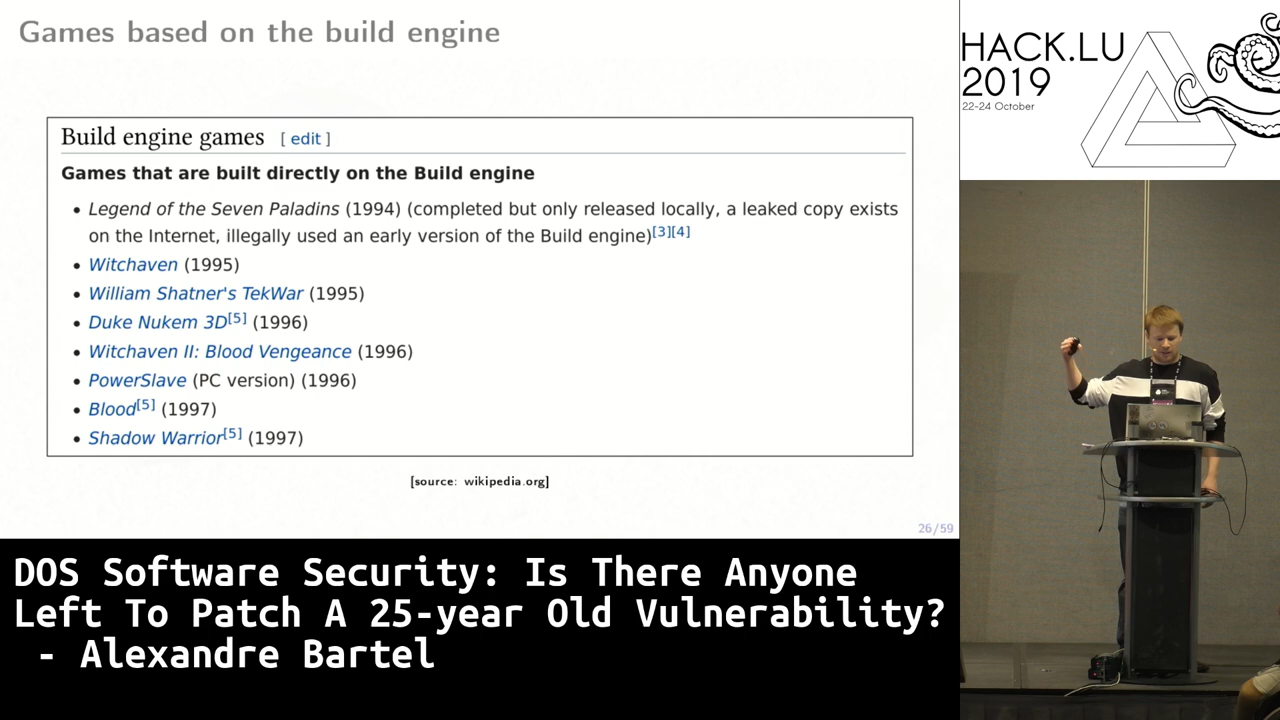 Games based on the build engine
Build engine games [ edit ]
Games that are built directly on the Build engine
• Legend of the Seven Paladins (1994) (completed but only released locally, a leaked copy exists
on the Internet, illegally used an early version of the Build engine)[3][4]
• Witchaven (1995)
• William Shatner's TekWar (1995)
• Duke Nukem 3D[5] (1996)
• Witchaven II: Blood Vengeance (1996)
• PowerSlave (PC version) (1996)
• Blood[5] (1997)
• Shadow Warrior[5] (1997)
[source: wikipedia.org]
26/59
HACK.LU
2019
22-24 October
DOS Software Security: Is There Anyone
Left To Patch A 25-year Old Vulnerability?
- Alexandre Bartel